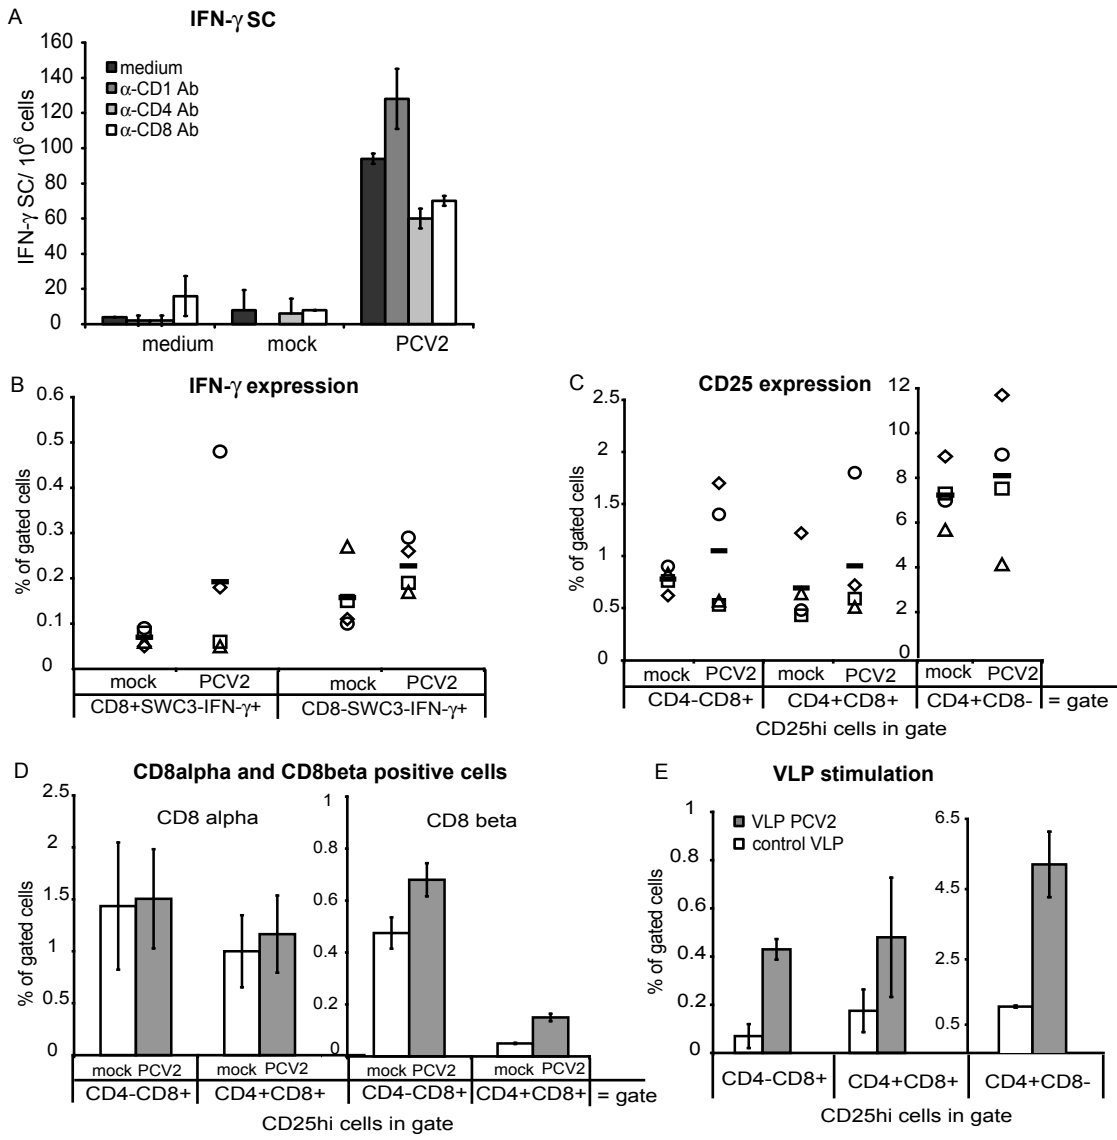 A
IFN-γ SC
160
140
120
100
80
60
40
20
0
IFN-γ SC/ 10⁶ cells
medium
α-CD1 Ab
α-CD4 Ab
α-CD8 Ab
medium mock PCV2
B
IFN-γ expression
0.6
0.5
0.4
0.3
0.2
0.1
0
% of gated cells
mock PCV2 mock PCV2
CD8+SWC3-IFN-γ+ CD8-SWC3-IFN-γ+
C
CD25 expression
2.5
2
1.5
1
0.5
0
% of gated cells
12
10
8
6
4
2
0
mock PCV2 mock PCV2 mock PCV2
CD4-CD8+ CD4+CD8+ CD4+CD8- = gate
CD25hi cells in gate
D
CD8alpha and CD8beta positive cells
2.5
2
1.5
1
0.5
0
% of gated cells
CD8 alpha
1
0.8
0.6
0.4
0.2
0
CD8 beta
mock PCV2 mock PCV2 mock PCV2 mock PCV2
CD4-CD8+ CD4+CD8+ CD4-CD8+ CD4+CD8+ = gate
CD25hi cells in gate
E
VLP stimulation
1
0.8
0.6
0.4
0.2
0
% of gated cells
VLP PCV2
control VLP
6.5
4.5
2.5
0.5
CD4-CD8+ CD4+CD8+ CD4+CD8-
CD25hi cells in gate